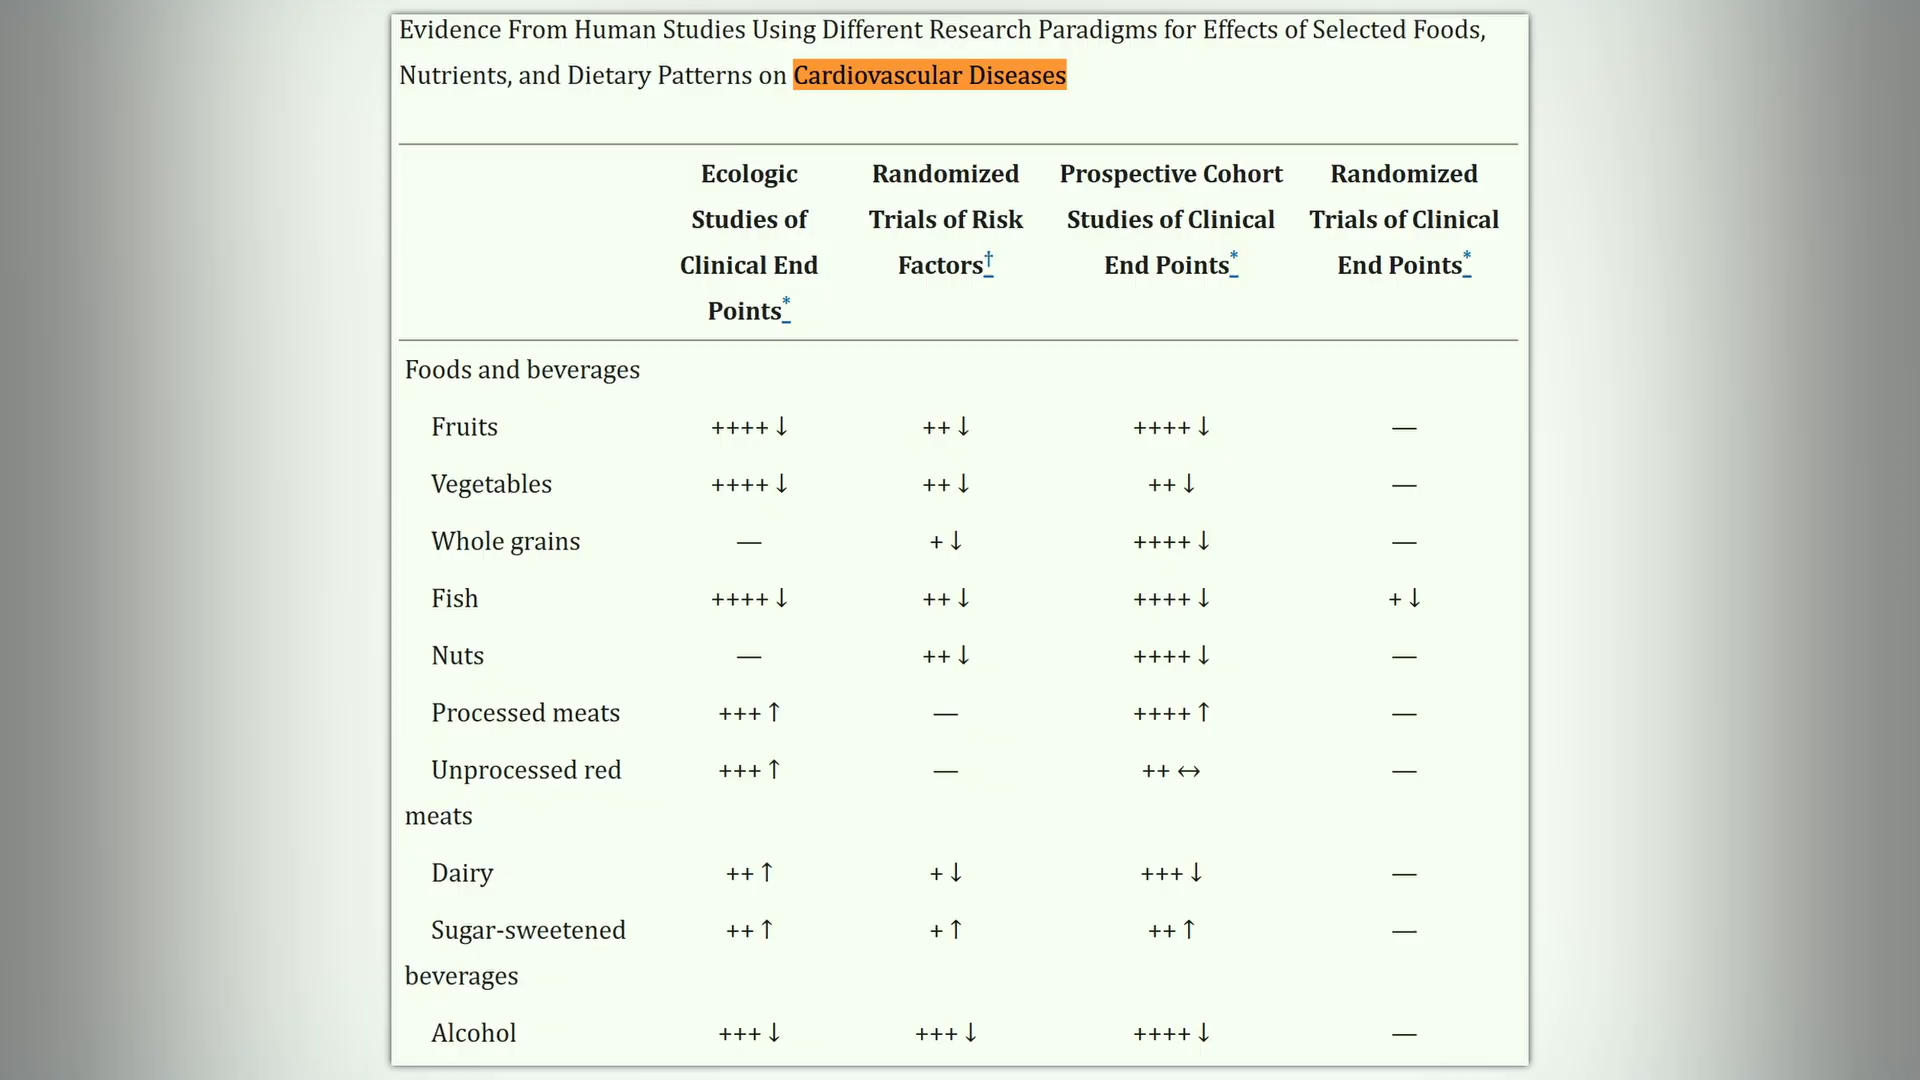 Evidence From Human Studies Using Different Research Paradigms for Effects of Selected Foods,
Nutrients, and Dietary Patterns on Cardiovascular Diseases
Ecologic Studies of Clinical End Points* Randomized Trials of Risk Factors† Prospective Cohort Studies of Clinical End Points* Randomized Trials of Clinical End Points*
Foods and beverages
Fruits ++++↓ ++↓ ++++↓ —
Vegetables ++++↓ ++↓ ++↓ —
Whole grains — +↓ ++++↓ —
Fish ++++↓ ++↓ ++++↓ +↓
Nuts — ++↓ ++++↓ —
Processed meats +++↑ — ++++↑ —
Unprocessed red +++↑ — ++↔ —
meats
Dairy ++↑ +↓ +++↓ —
Sugar-sweetened ++↑ +↑ ++↑ —
beverages
Alcohol +++↓ +++↓ ++++↓ —